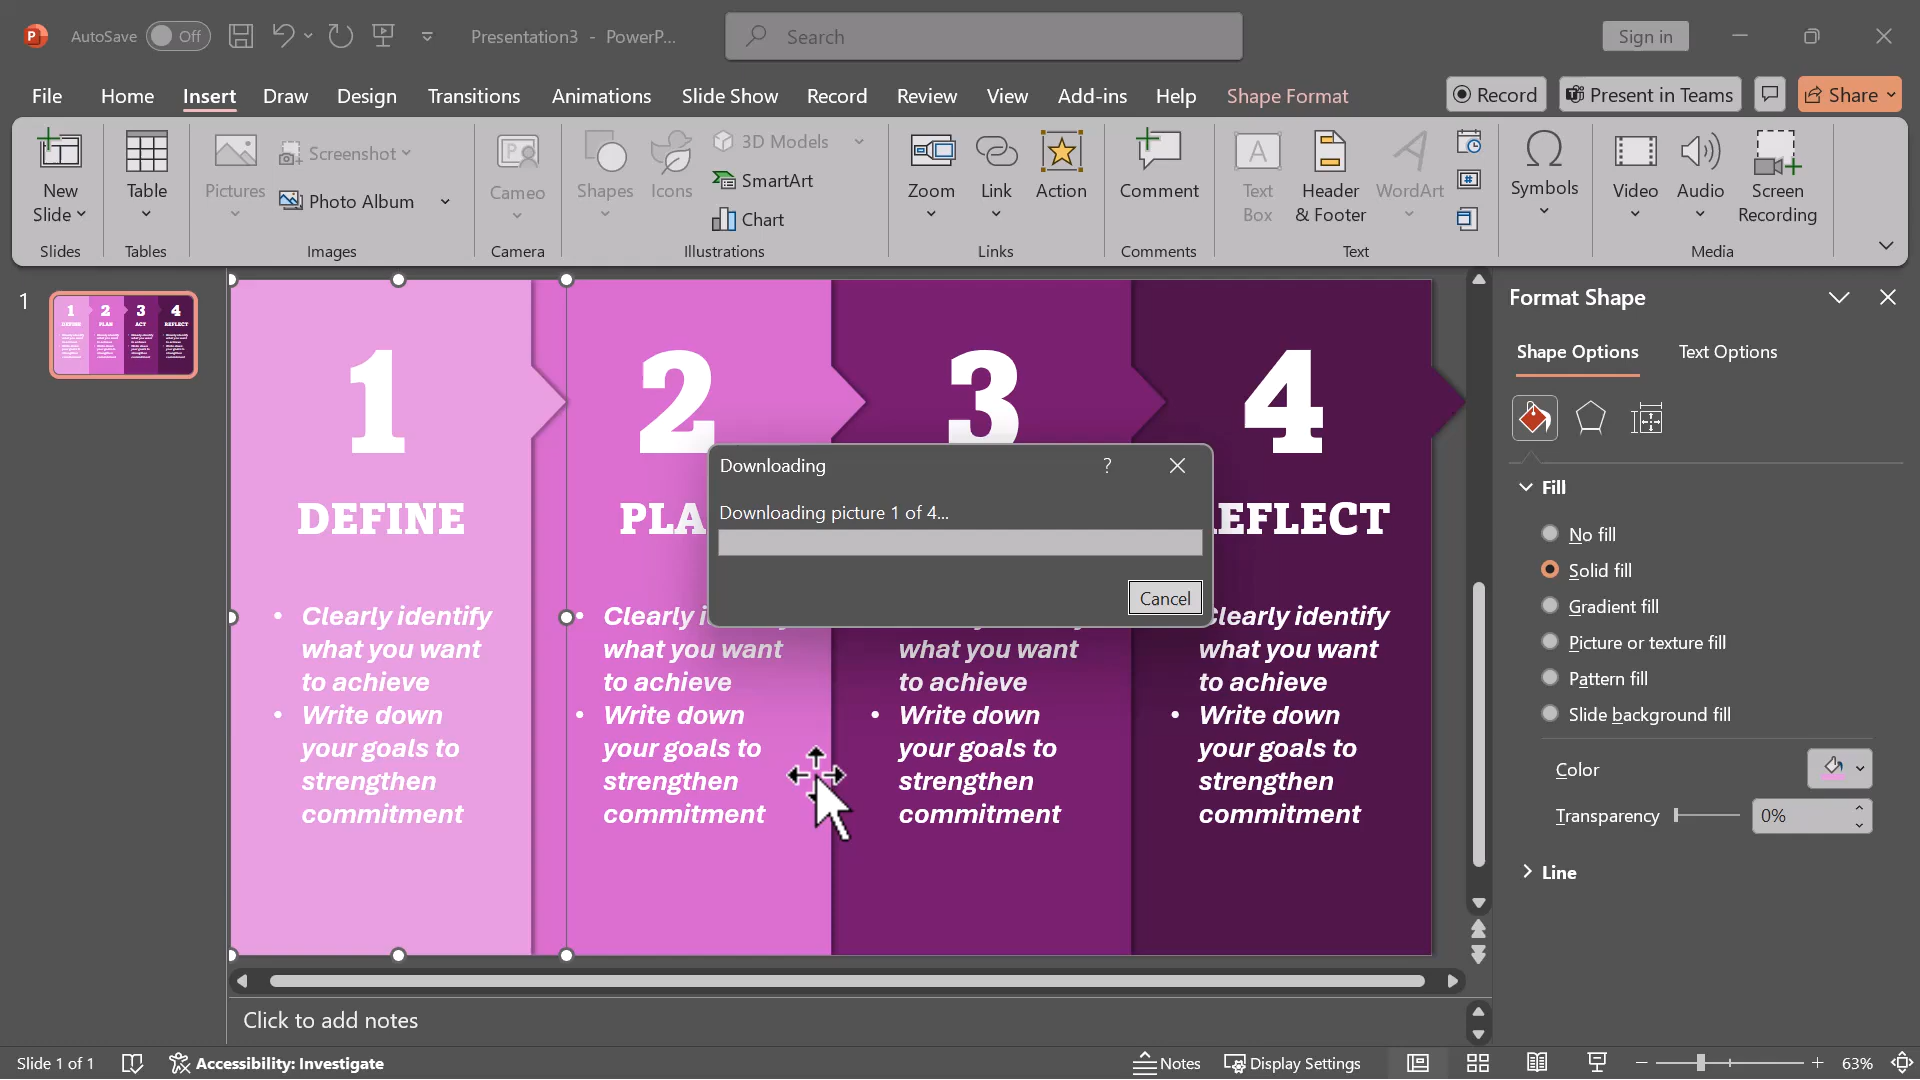 AutoSave Off
Presentation3 - PowerP...
Search
Sign in
File Home Insert Draw Design Transitions Animations Slide Show Record Review View Add-ins Help Shape Format
Record Present in Teams Share
New Slide
Slides
Table
Tables
Pictures
Screenshot
Photo Album
Images
Cameo
Camera
Shapes
Icons
3D Models
SmartArt
Chart
Illustrations
Zoom
Link
Action
Links
Comment
Comments
Text Box
Header & Footer
WordArt
Text
Symbols
Video
Audio
Screen Recording
Media
1
1 2 3 4
DEFINE PLAN ACT REFLECT
1
DEFINE
• Clearly identify
what you want
to achieve
• Write down
your goals to
strengthen
commitment
2
PLA
• Clearly i
what you want
to achieve
• Write down
your goals to
strengthen
commitment
3
what you want
to achieve
• Write down
your goals to
strengthen
commitment
4
EFLECT
Clearly identify
what you want
to achieve
• Write down
your goals to
strengthen
commitment
Downloading ?
Downloading picture 1 of 4...
Cancel
Format Shape
Shape Options Text Options
Fill
No fill
Solid fill
Gradient fill
Picture or texture fill
Pattern fill
Slide background fill
Color
Transparency 0%
Line
Click to add notes
Slide 1 of 1
Accessibility: Investigate
Notes
Display Settings
63%